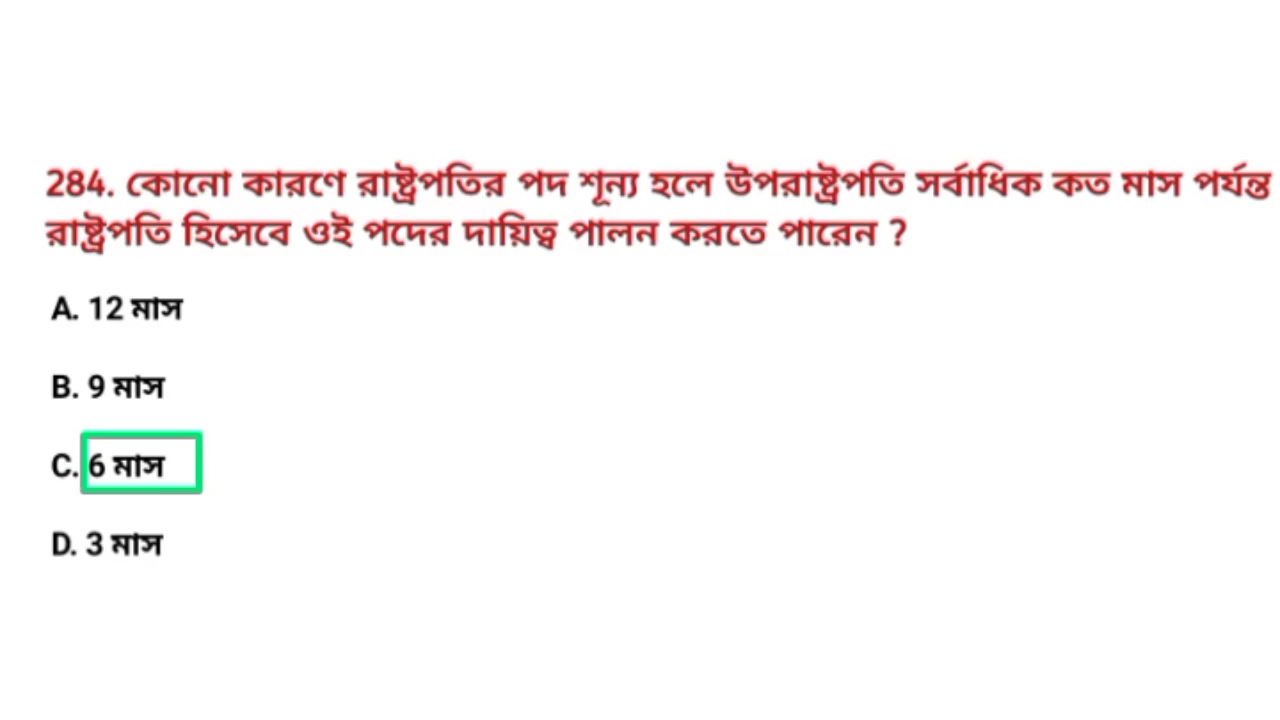 284. কোনো কারণে রাষ্ট্রপতির পদ শূন্য হলে উপরাষ্ট্রপতি সর্বাধিক কত মাস পর্যন্ত
রাষ্ট্রপতি হিসেবে ওই পদের দায়িত্ব পালন করতে পারেন ?
A. 12 মাস
B. 9 মাস
C. 6 মাস
D. 3 মাস